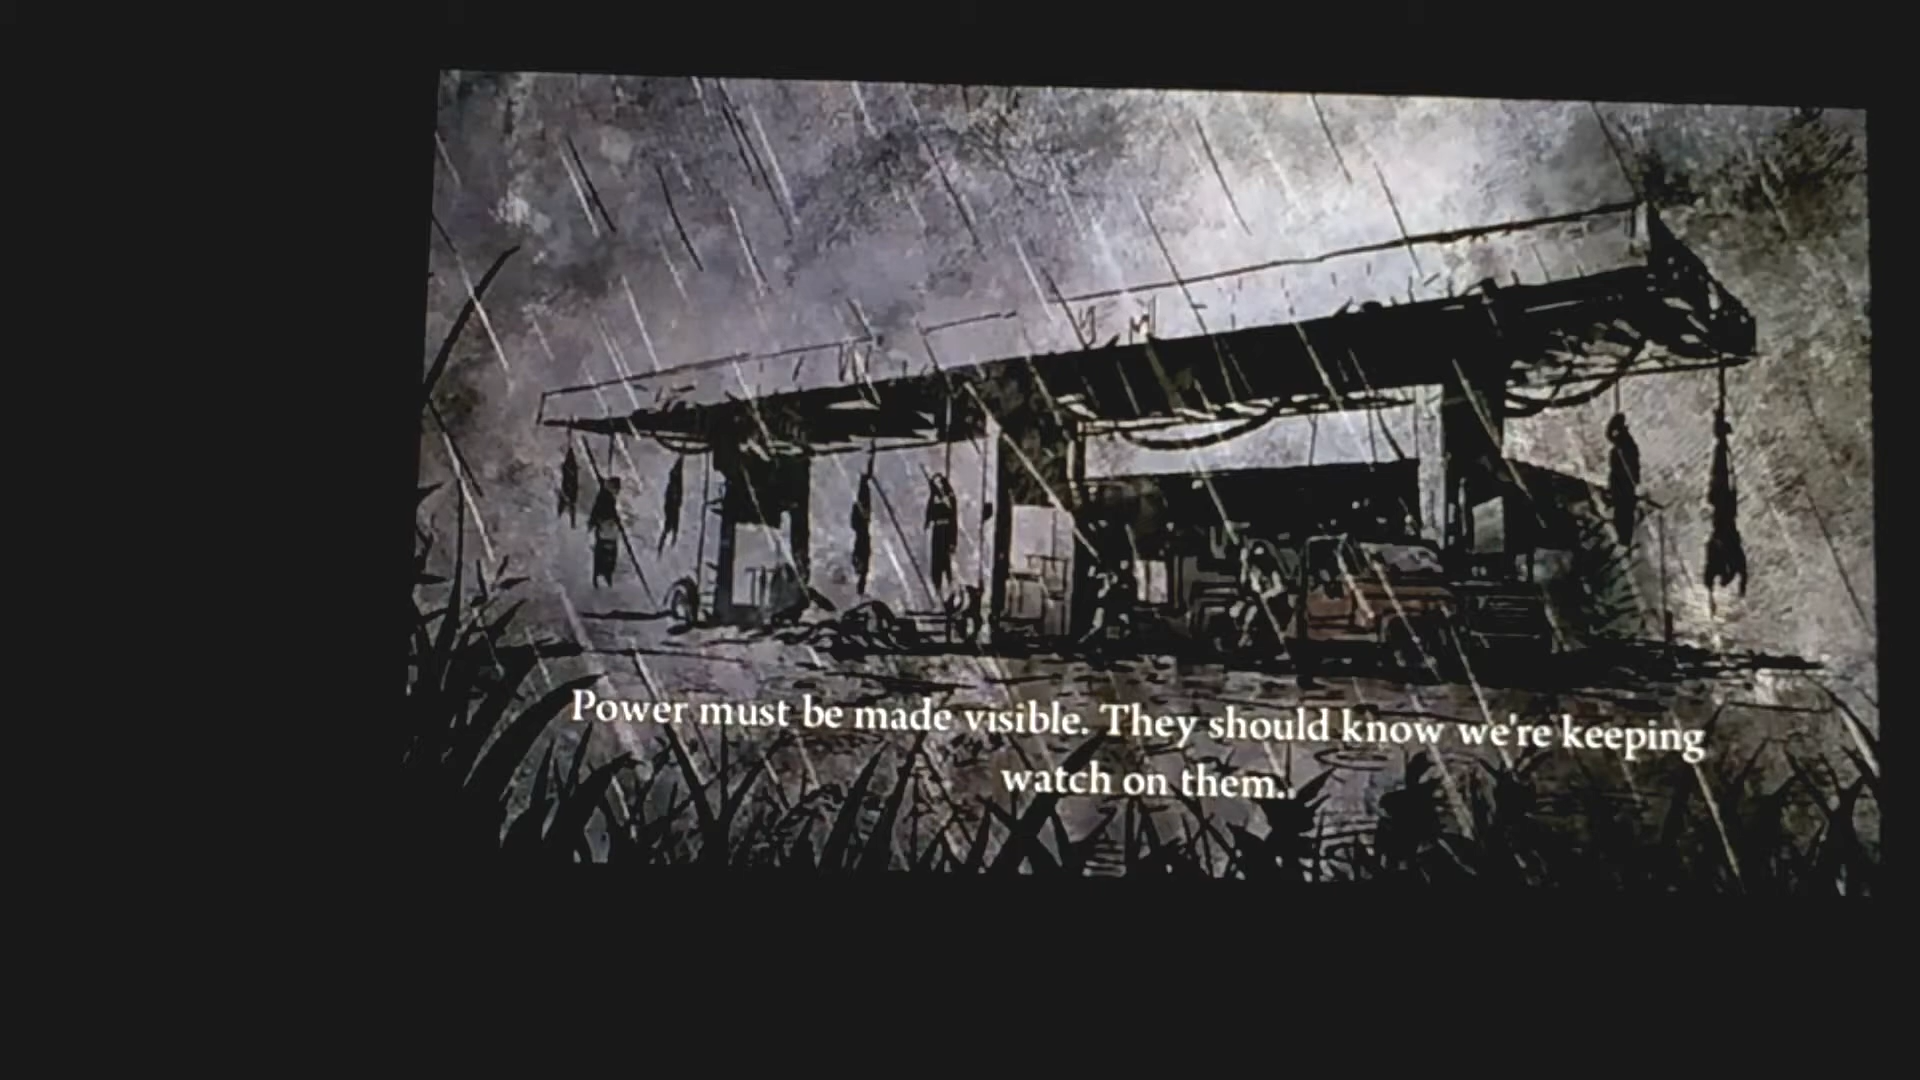 Power must be made visible. They should know we're keeping
watch on them..